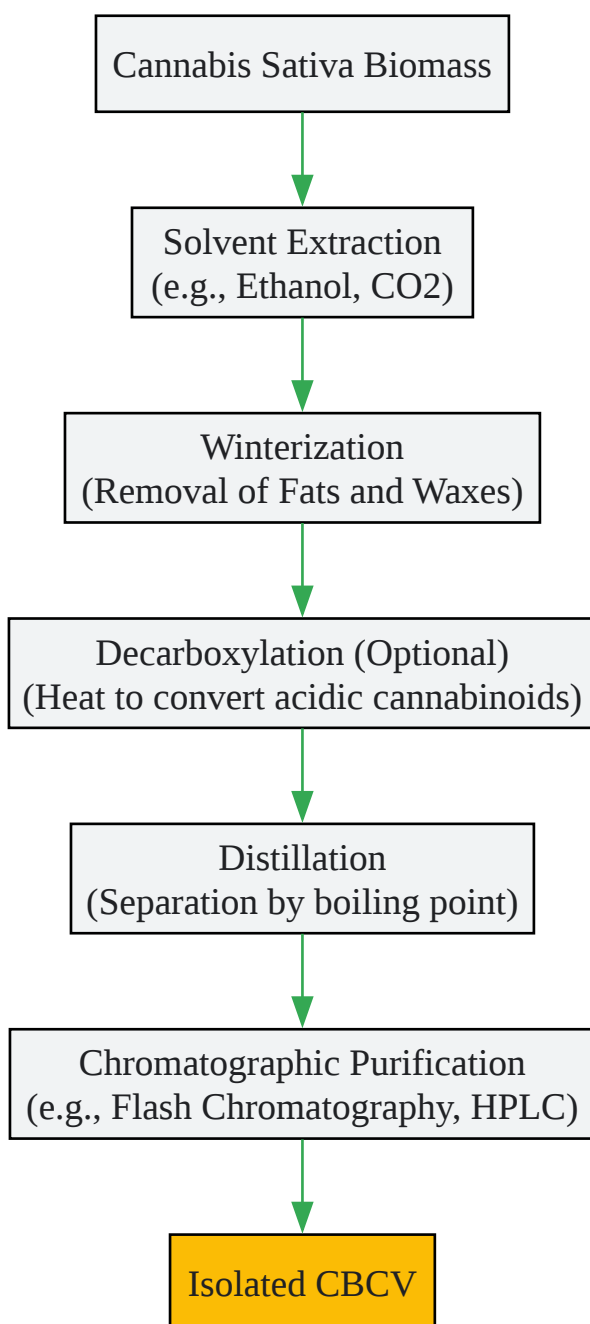 Cannabis Sativa Biomass
Solvent Extraction
(e.g., Ethanol, CO2)
Winterization
(Removal of Fats and Waxes)
Decarboxylation (Optional)
(Heat to convert acidic cannabinoids)
Distillation
(Separation by boiling point)
Chromatographic Purification
(e.g., Flash Chromatography, HPLC)
Isolated CBCV